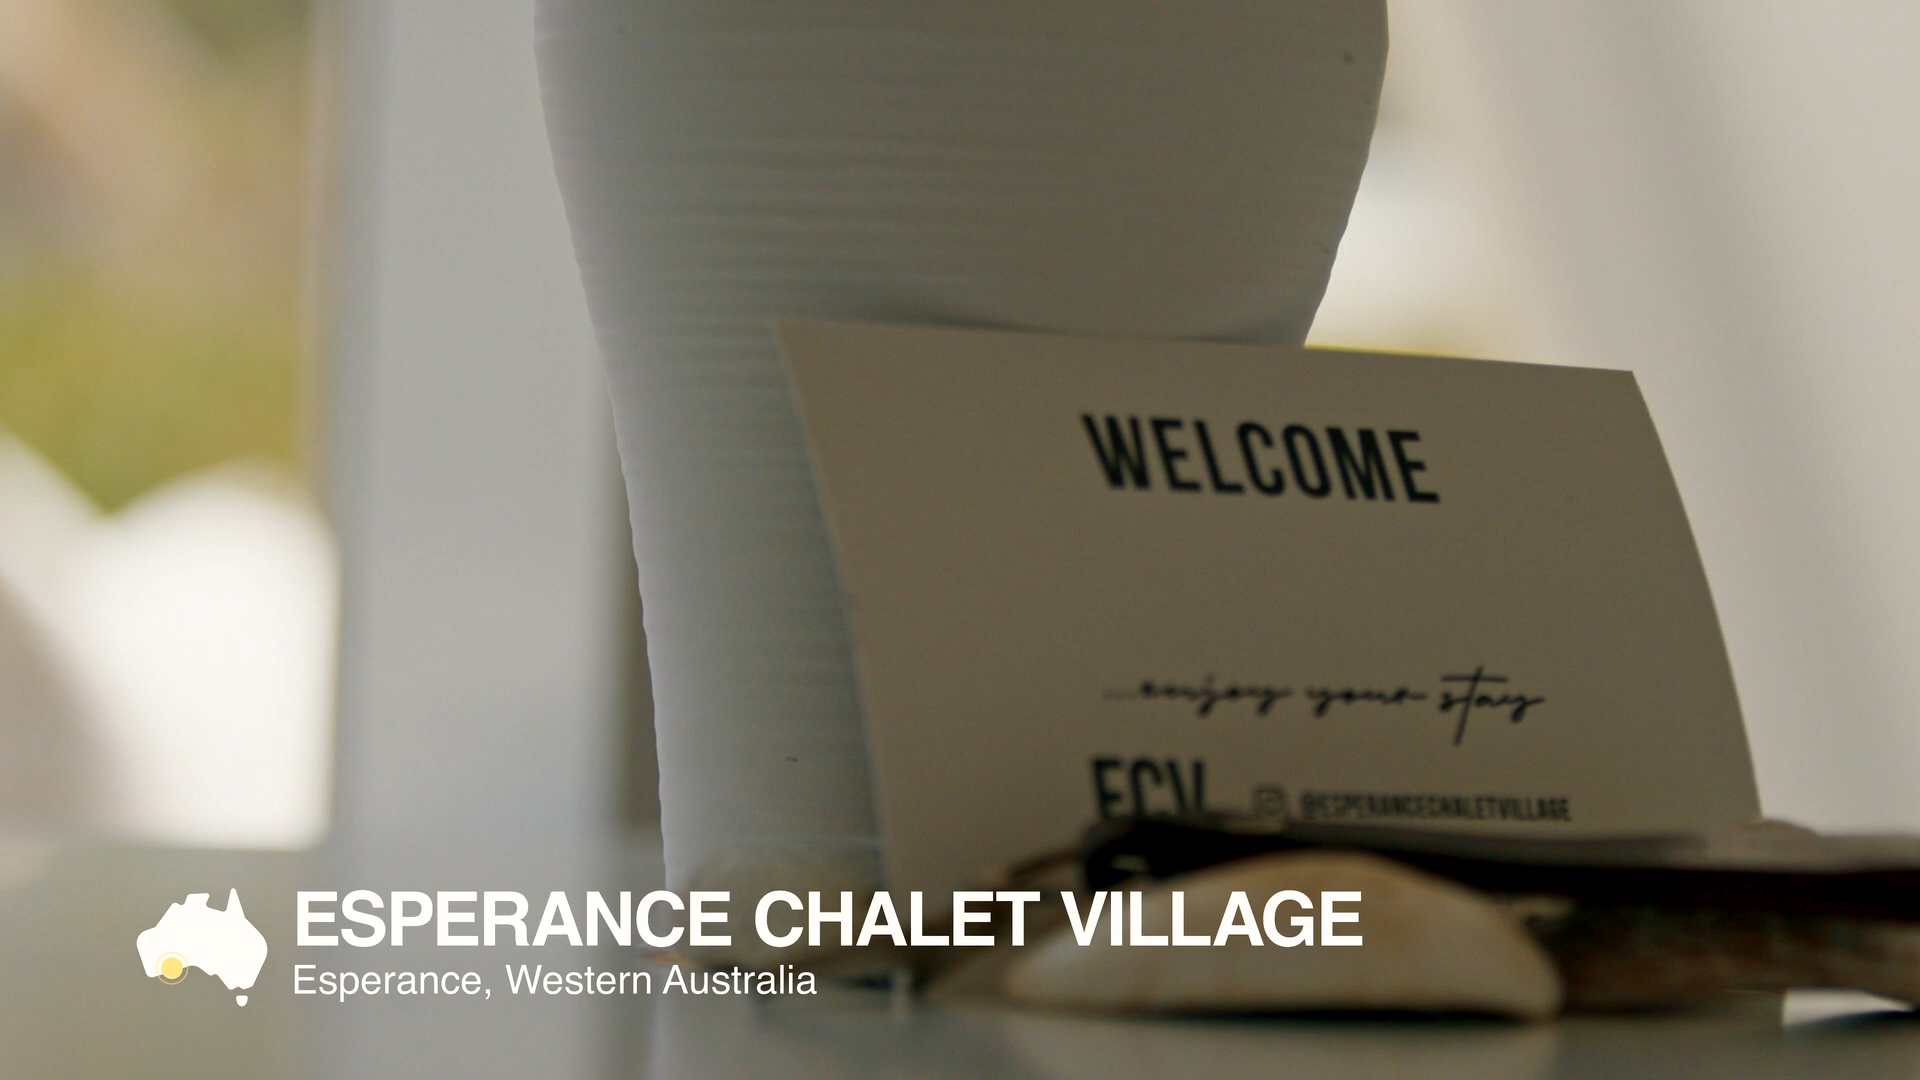 WELCOME
...enjoy your stay
ECV @ESPERANCECHALETVILLAGE
ESPERANCE CHALET VILLAGE
Esperance, Western Australia